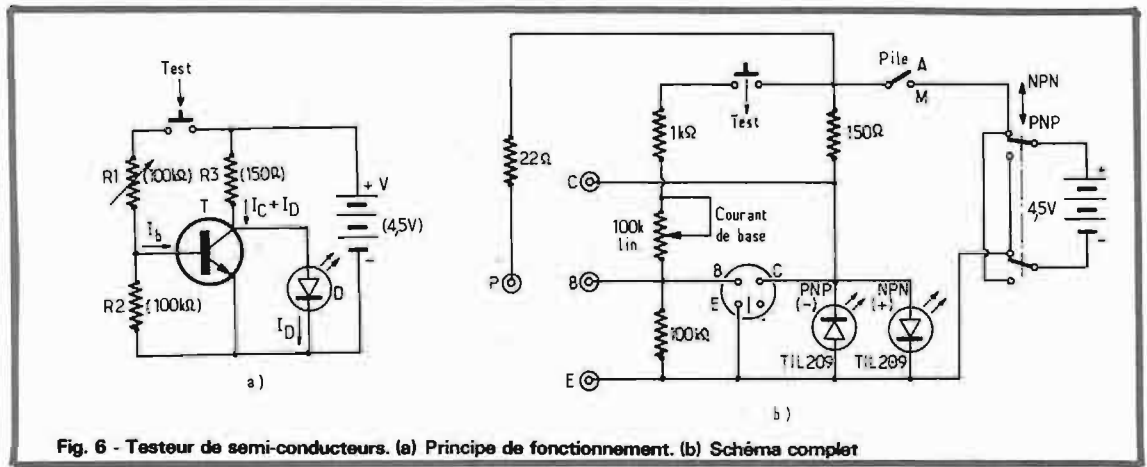 Test
R1
(100kΩ)
R3
(150Ω)
T
IC + ID
Ib
+ V
(4,5V)
-
R2
(100kΩ)
D
ID
a)
22Ω
P
1kΩ
Test
150Ω
Pile
A
M
NPN
PNP
+
4,5V
-
C
100k
Lin
Courant
de base
B
B
C
E
PNP
(-)
NPN
(+)
100kΩ
TIL209
TIL209
E
b)
Fig. 6 - Testeur de semi-conducteurs. (a) Principe de fonctionnement. (b) Schéma complet